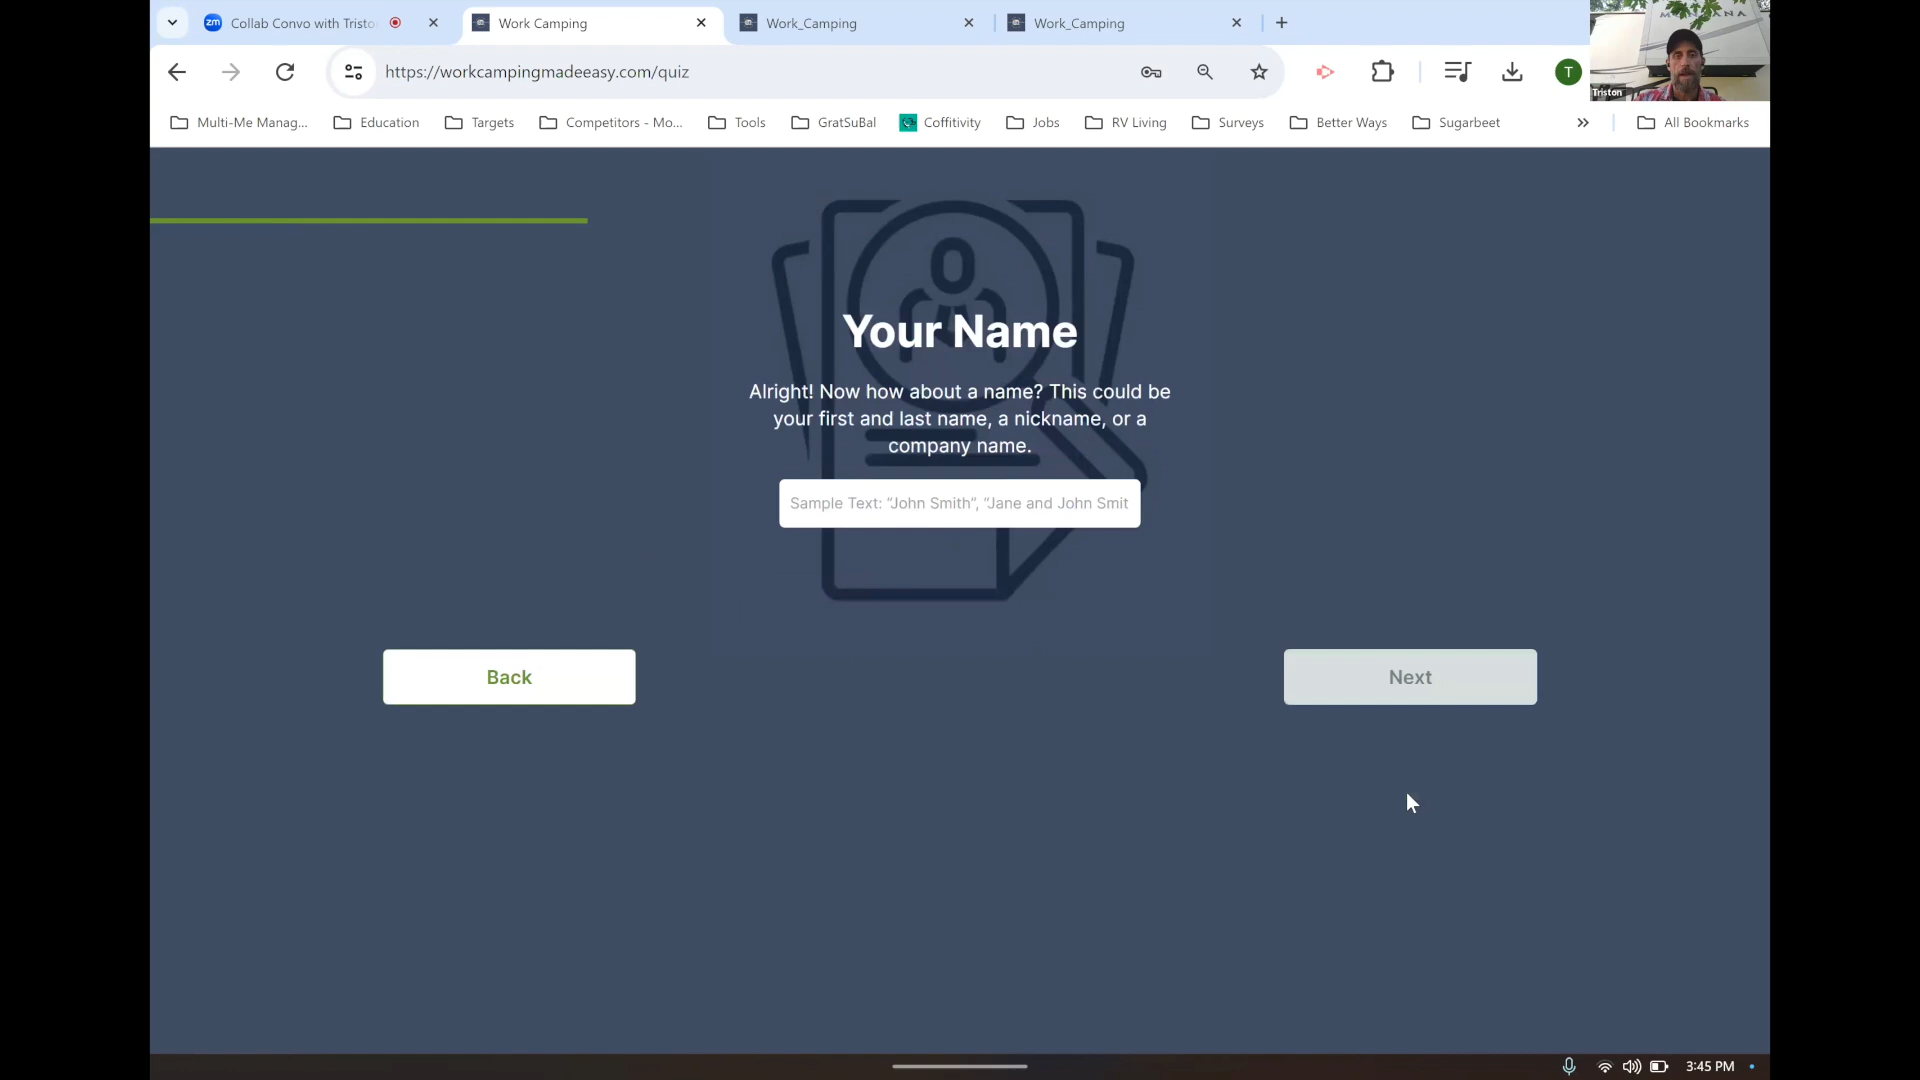 zm Collab Convo with Tristo
Work Camping
Work_Camping
Work_Camping
MONTANA
https://workcampingmadeeasy.com/quiz
T
Triston
Multi-Me Manag...
Education
Targets
Competitors - Mo...
Tools
GratSuBal
Coffitivity
Jobs
RV Living
Surveys
Better Ways
Sugarbeet
All Bookmarks
Your Name
Alright! Now how about a name? This could be
your first and last name, a nickname, or a
company name.
Sample Text: “John Smith”, “Jane and John Smit
Back
Next
3:45 PM